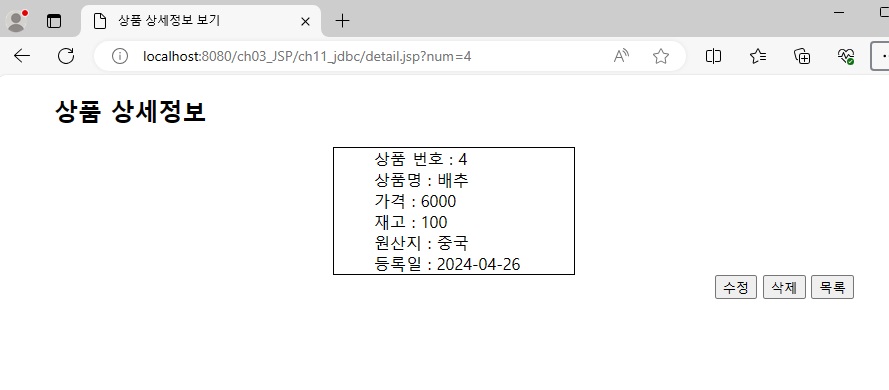 상품 상세정보 보기
localhost:8080/ch03_JSP/ch11_jdbc/detail.jsp?num=4
상품 상세정보
상품 번호 : 4
상품명 : 배추
가격 : 6000
재고 : 100
원산지 : 중국
등록일 : 2024-04-26
수정 삭제 목록